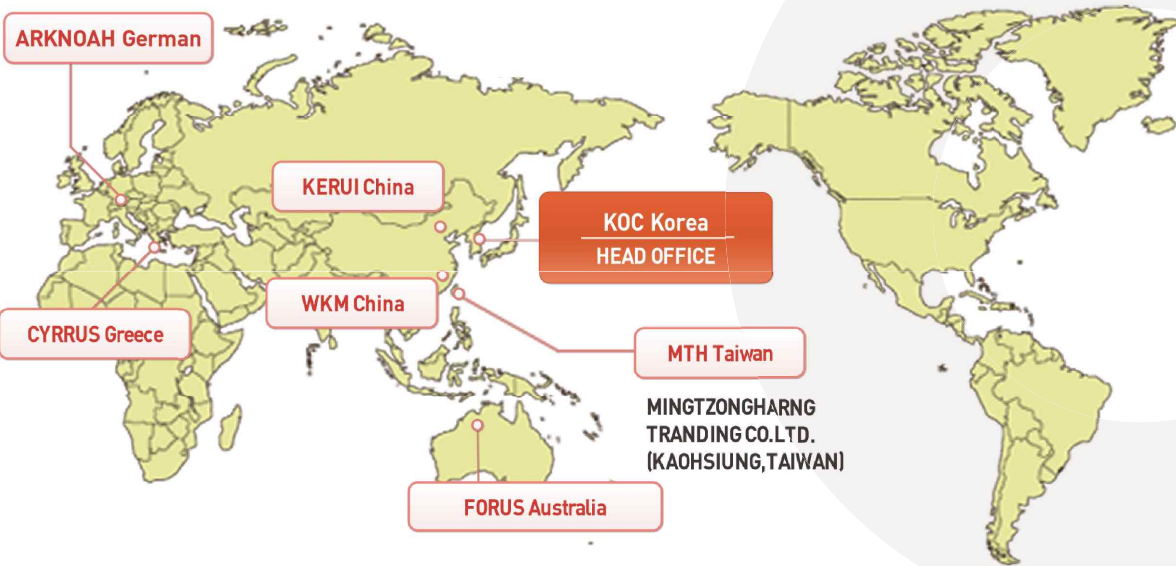 ARKNOAH German
KERUI China
KOC Korea
HEAD OFFICE
WKM China
CYRRUS Greece
MTH Taiwan
MINGTZONGHARNG
TRANDING CO.LTD.
(KAOHSIUNG,TAIWAN)
FORUS Australia